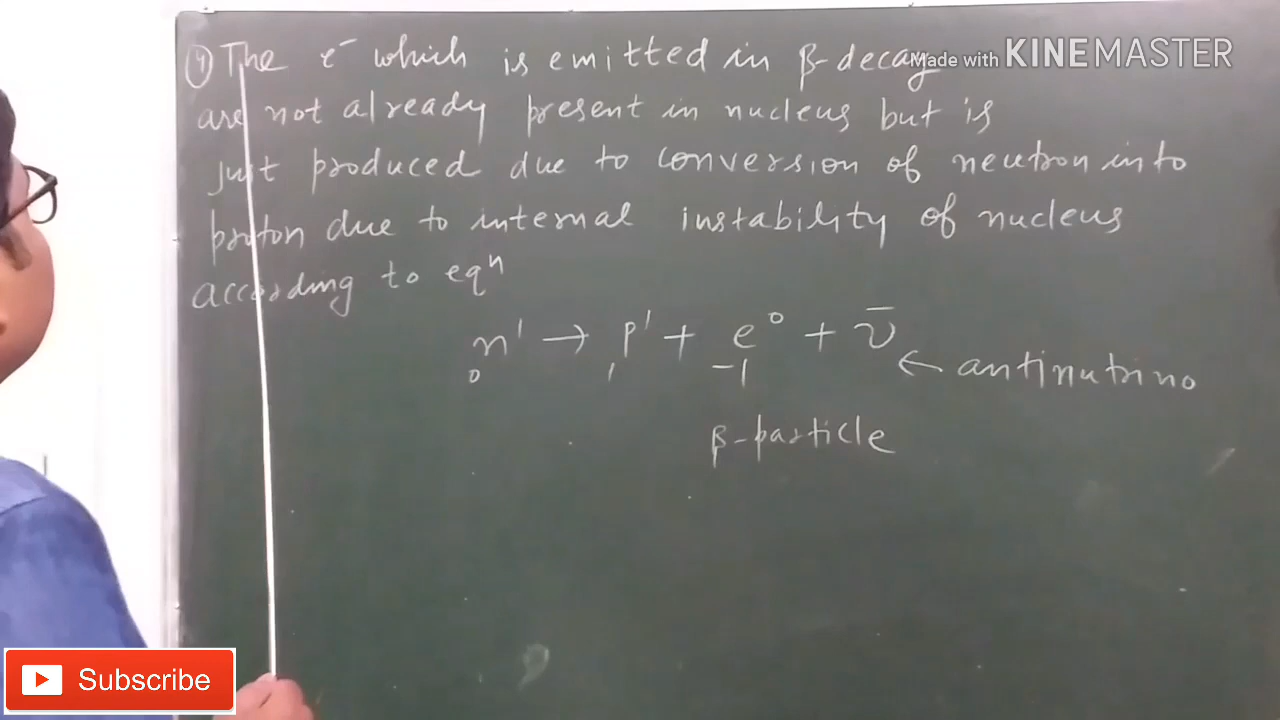 (4) The e⁻ which is emitted in β-decay
are not already present in nucleus but is
just produced due to conversion of neutron into
proton due to internal instability of nucleus
according to eqⁿ
₀n¹ → ₁p¹ + ₋₁e⁰ + ν̄ ← antinutrino
β-particle
Made with KINEMASTER
Subscribe